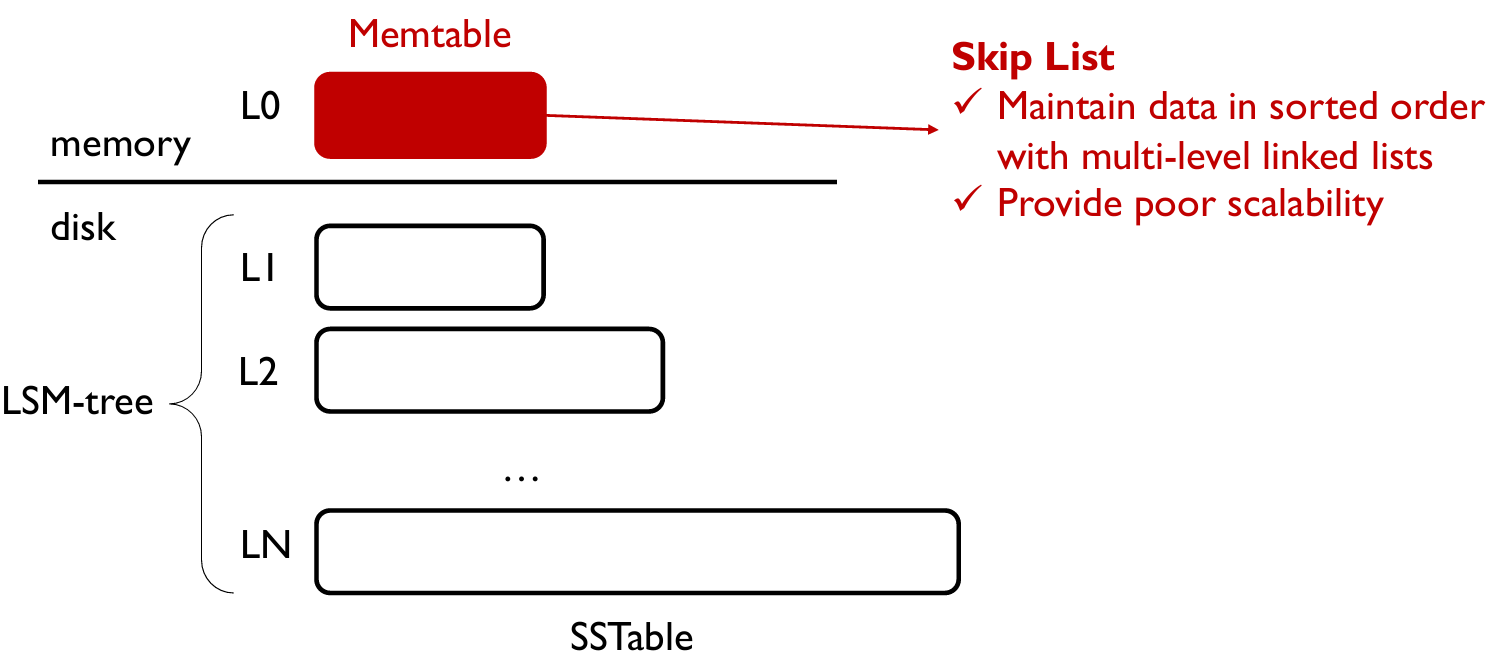 Memtable
Skip List
L0
✓ Maintain data in sorted order
with multi-level linked lists
memory
✓ Provide poor scalability
disk
L1
L2
LSM-tree
...
LN
SSTable